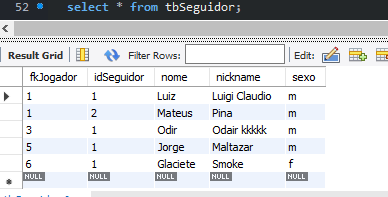 52 select * from tbSeguidor;
Result Grid Filter Rows: Edit:
fkJogador idSeguidor nome nickname sexo
1 1 Luiz Luigi Claudio m
1 2 Mateus Pina m
3 1 Odir Odair kkkkk m
5 1 Jorge Maltazar m
6 1 Glaciete Smoke f
NULL NULL NULL NULL NULL